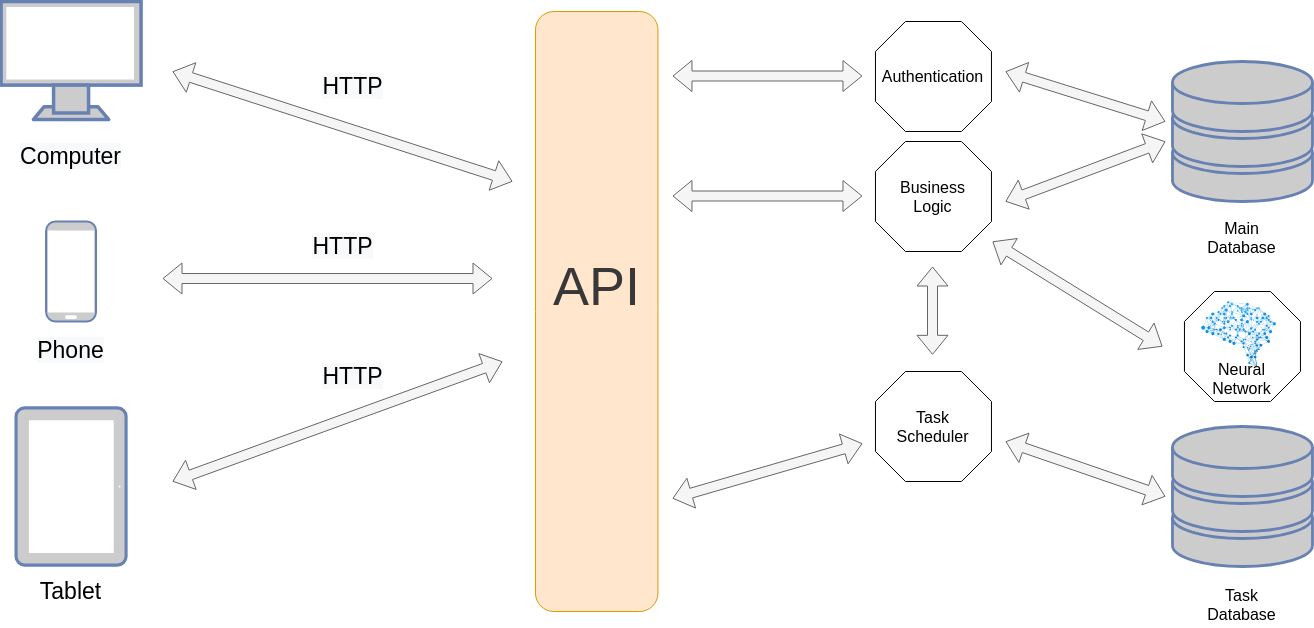 HTTP
Computer
HTTP
Phone
HTTP
Tablet
API
Authentication
Business
Logic
Task
Scheduler
Main
Database
Neural
Network
Task
Database